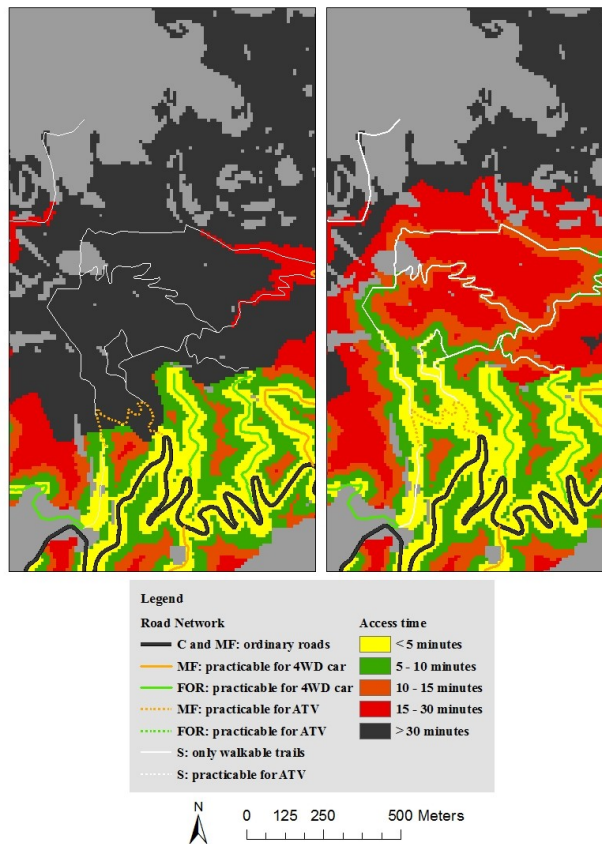 Legend
Road Network
C and MF: ordinary roads
MF: practicable for 4WD car
FOR: practicable for 4WD car
MF: practicable for ATV
FOR: practicable for ATV
S: only walkable trails
S: practicable for ATV
Access time
< 5 minutes
5 - 10 minutes
10 - 15 minutes
15 - 30 minutes
> 30 minutes
N
0 125 250 500 Meters